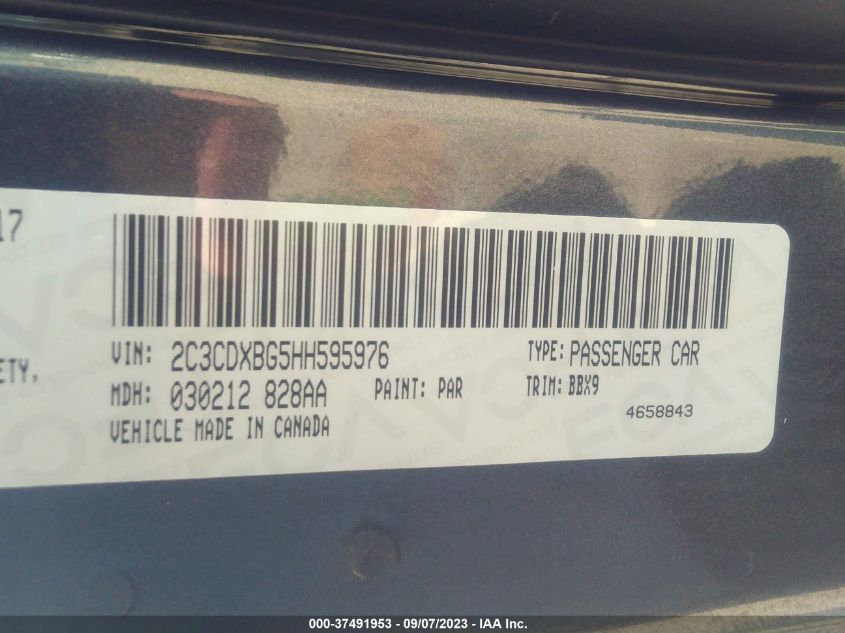 17
VIN: 2C3CDXBG5HH595976 TYPE: PASSENGER CAR
ETY,
MDH: 030212 828AA PAINT: PAR TRIM: BBX9
4658843
VEHICLE MADE IN CANADA
000-37491953 - 09/07/2023 - IAA Inc.